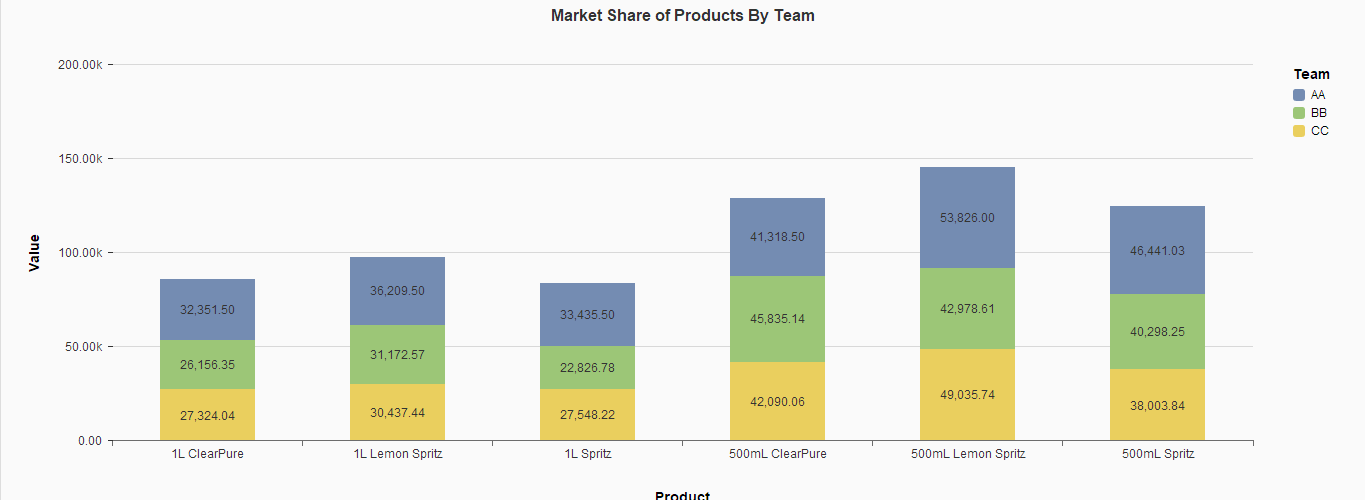 Market Share of Products By Team
200.00k
150.00k
100.00k
50.00k
0.00
Value
32,351.50
36,209.50
33,435.50
41,318.50
53,826.00
46,441.03
26,156.35
31,172.57
22,826.78
45,835.14
42,978.61
40,298.25
27,324.04
30,437.44
27,548.22
42,090.06
49,035.74
38,003.84
1L ClearPure
1L Lemon Spritz
1L Spritz
500mL ClearPure
500mL Lemon Spritz
500mL Spritz
Product
Team
AA
BB
CC